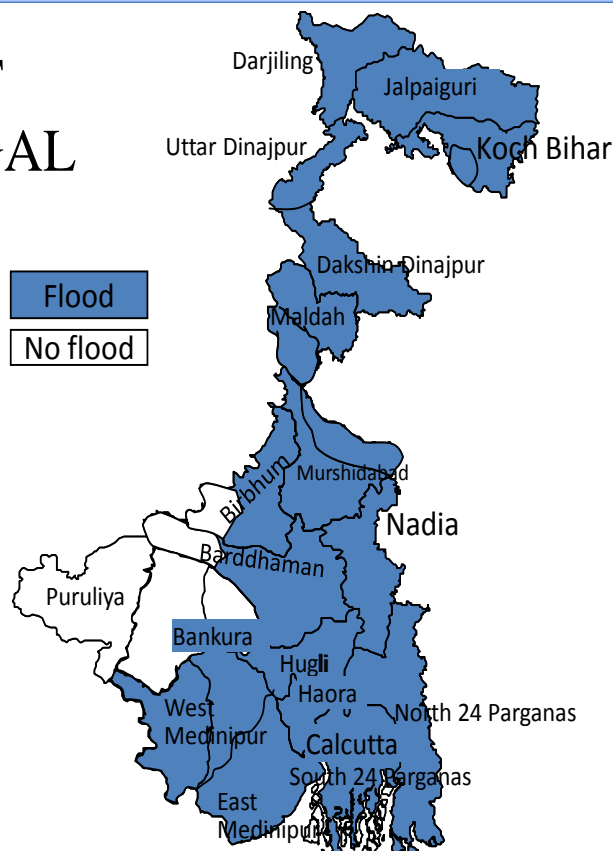 Darjiling
Jalpaiguri
GAL
Uttar Dinajpur
Koch Bihar
Dakshin Dinajpur
Flood
Maldah
No flood
Murshidabad
Birbhum
Nadia
Barddhaman
Puruliya
Bankura
Hugli
Haora
West
Medinipur
North 24 Parganas
Calcutta
South 24 Parganas
East
Medinipur